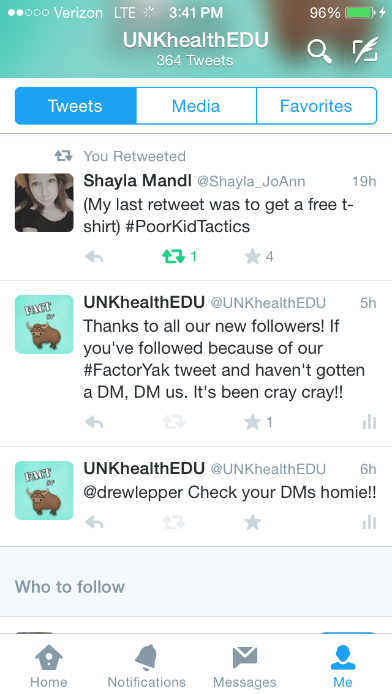 Verizon LTE 3:41 PM 96%
UNKhealthEDU
364 Tweets
Tweets Media Favorites
You Retweeted
Shayla Mandl @Shayla_JoAnn 19h
(My last retweet was to get a free t-
shirt) #PoorKidTactics
1 4
FACT
UNKhealthEDU @UNKhealthEDU 5h
Thanks to all our new followers! If
you've followed because of our
#FactorYak tweet and haven't gotten
a DM, DM us. It's been cray cray!!
1
FACT
UNKhealthEDU @UNKhealthEDU 6h
@drewlepper Check your DMs homie!!
Who to follow
Home Notifications Messages Me